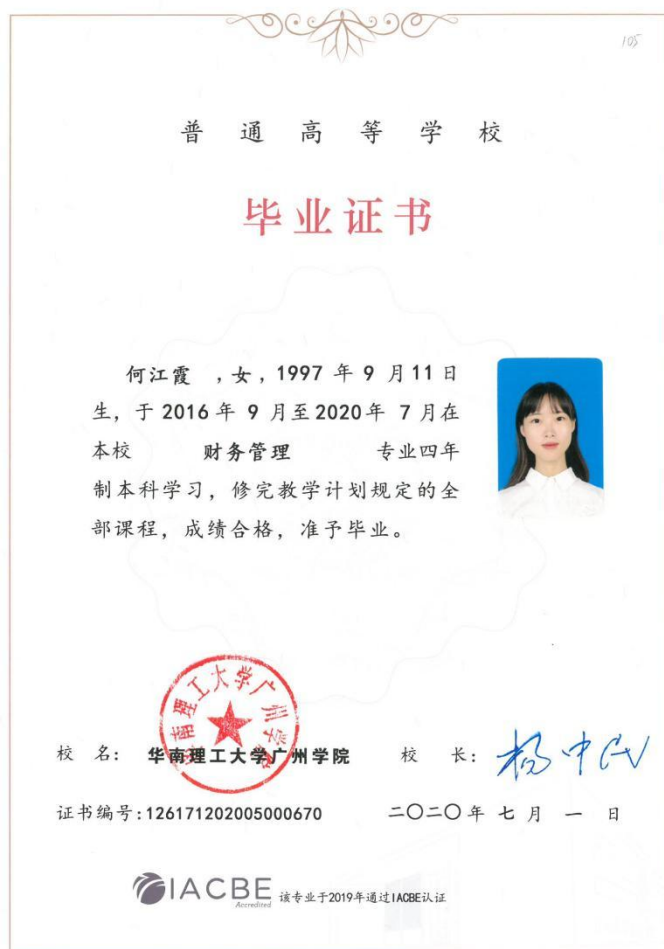 105
普通高等学校
毕业证书
何江霞 ，女，1997 年 9 月 11 日
生，于 2016 年 9 月至 2020 年 7 月在
本校 财务管理 专业四年
制本科学习，修完教学计划规定的全
部课程，成绩合格，准予毕业。
华南理工大学广州学院
校 名： 华南理工大学广州学院 校 长： 杨中民
证书编号：126171202005000670 二〇二〇年 七 月 一 日
IACBE
Accredited
该专业于2019年通过IACBE认证